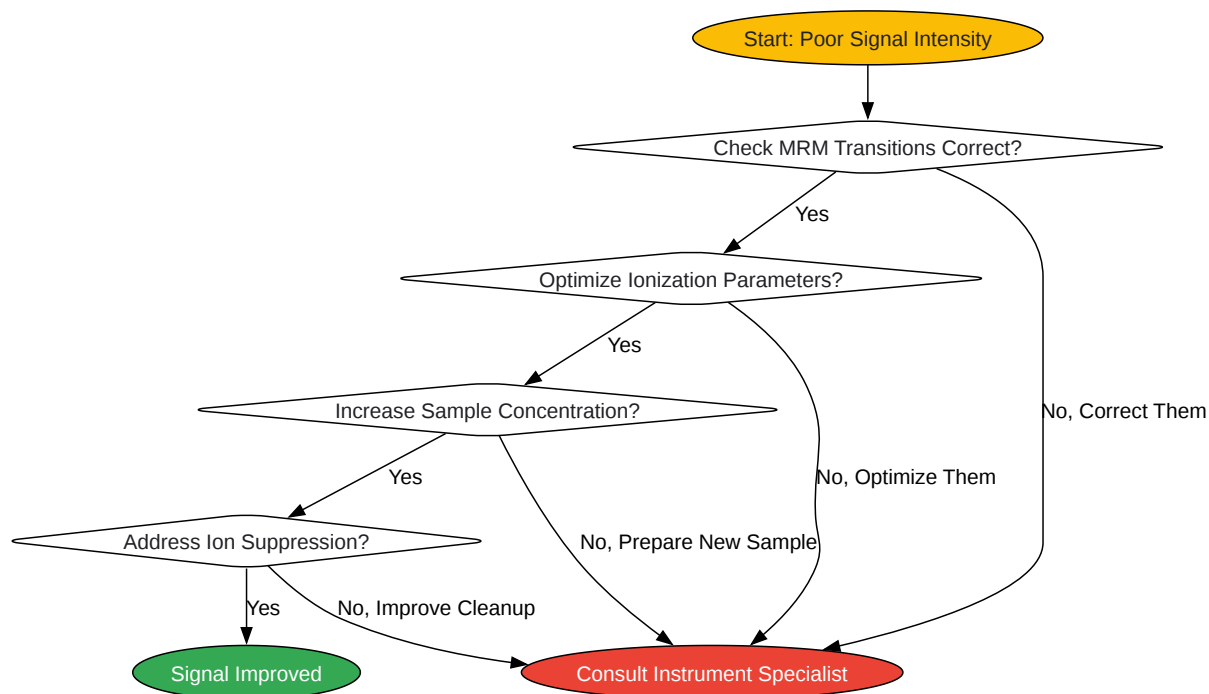 Start: Poor Signal Intensity
Check MRM Transitions Correct?
Yes
Optimize Ionization Parameters?
Yes
Increase Sample Concentration?
No, Correct Them
Yes
No, Optimize Them
Address Ion Suppression?
No, Prepare New Sample
Yes
No, Improve Cleanup
Signal Improved
Consult Instrument Specialist